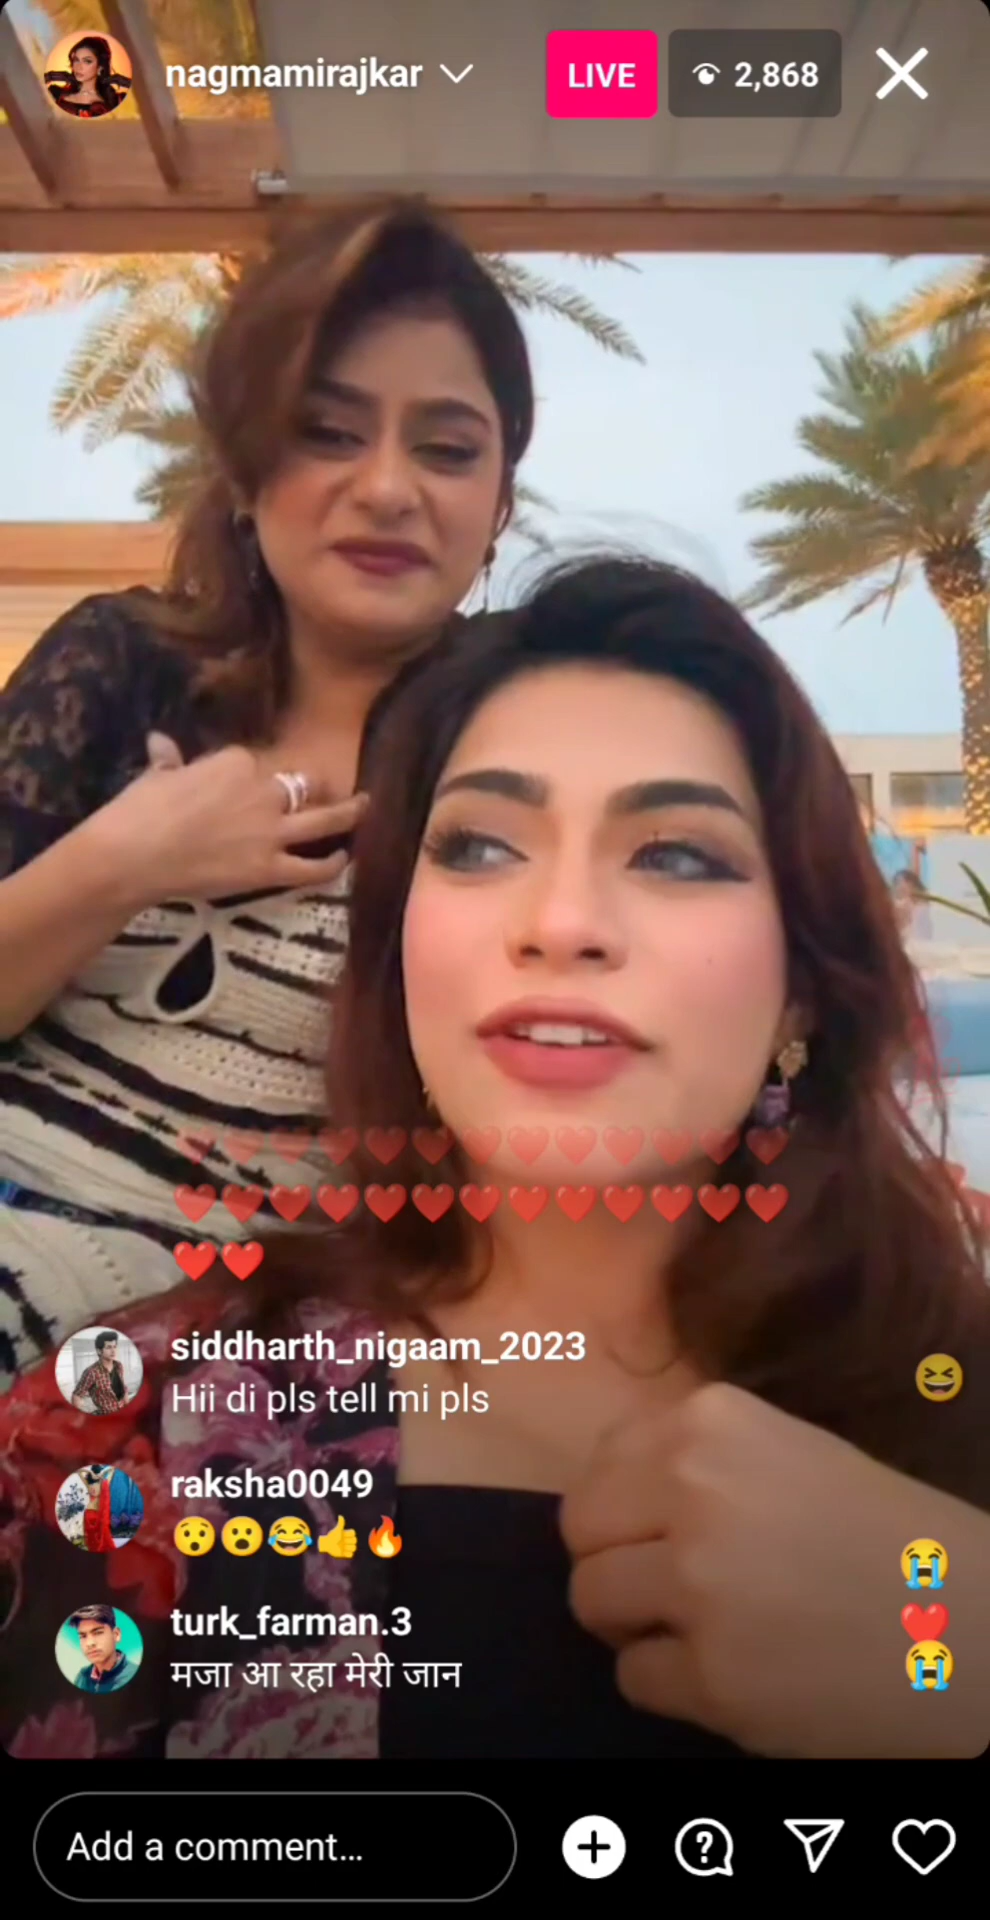 nagmamirajkar
LIVE
2,868
siddharth_nigaam_2023
Hii di pls tell mi pls
raksha0049
😯😮😂👍🔥
turk_farman.3
मजा आ रहा मेरी जान
Add a comment...